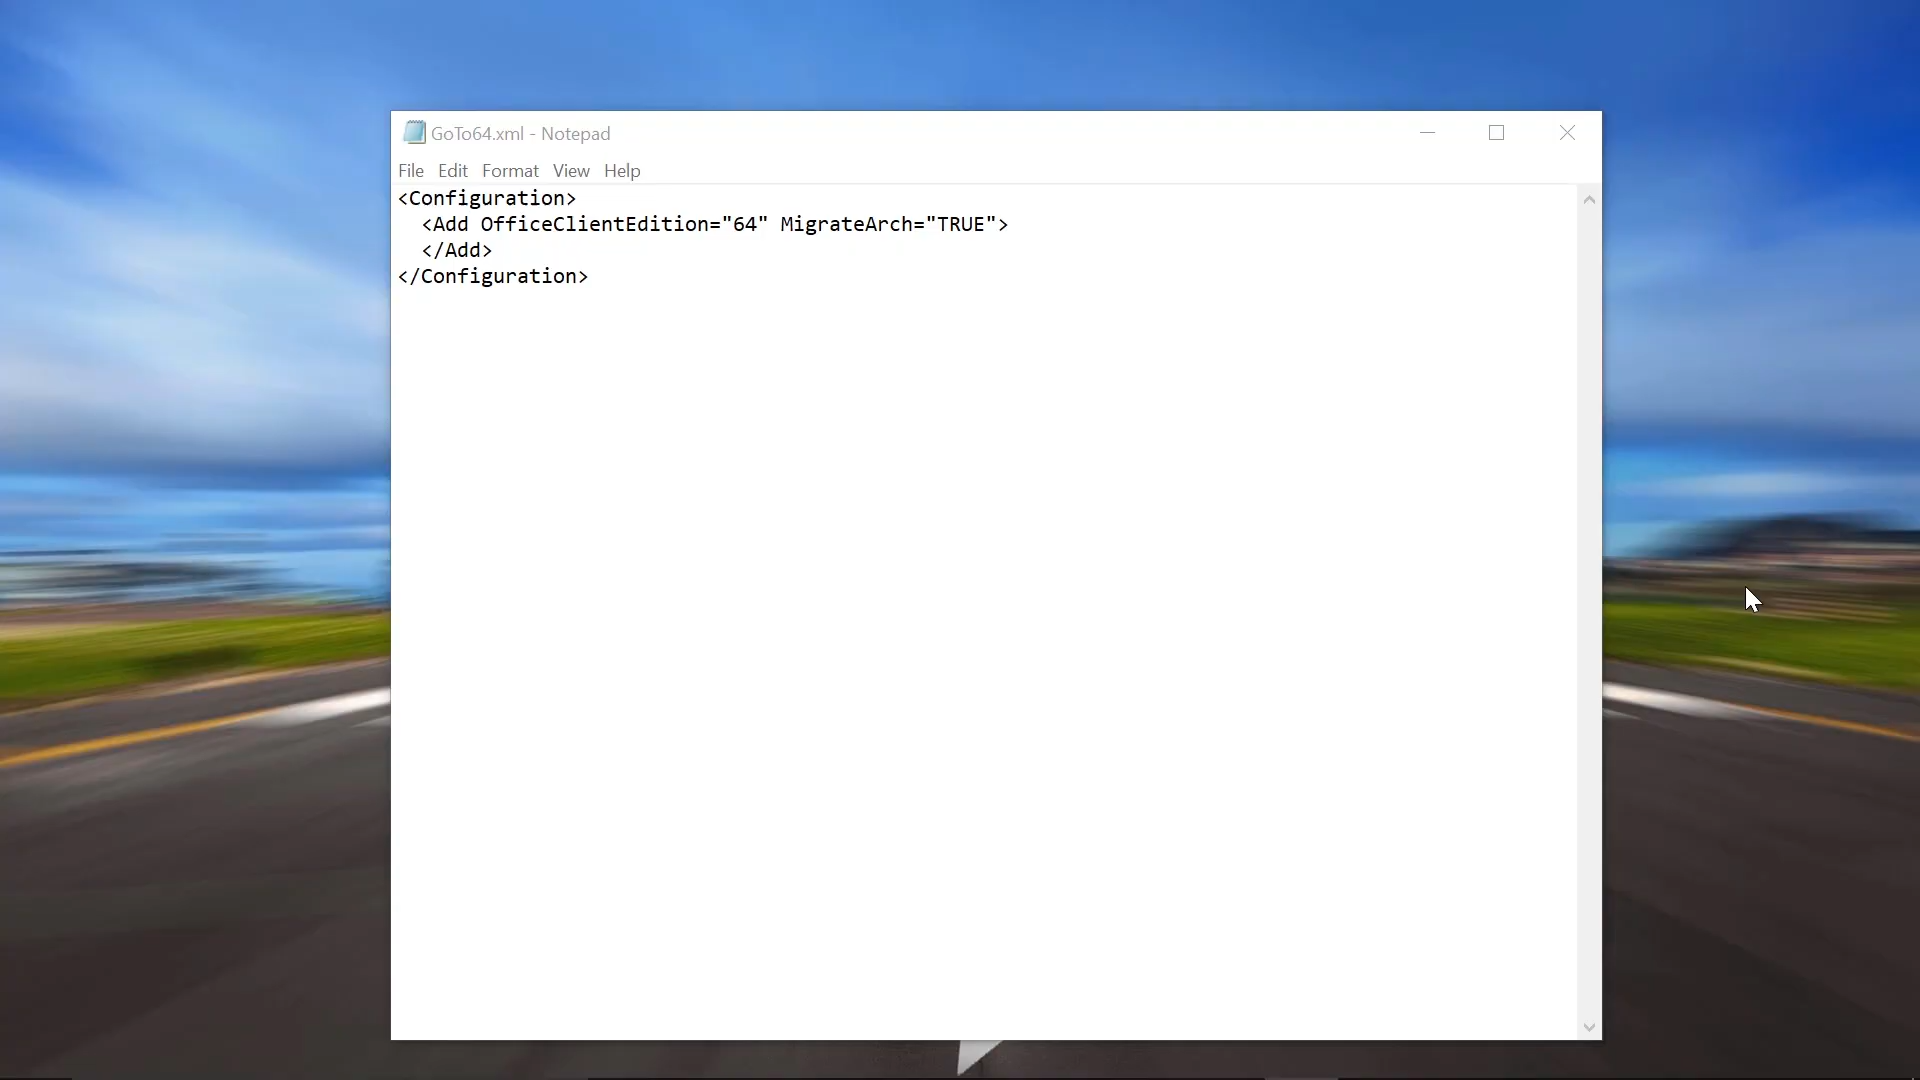 GoTo64.xml - Notepad
File Edit Format View Help
<Configuration>
  <Add OfficeClientEdition="64" MigrateArch="TRUE">
  </Add>
</Configuration>